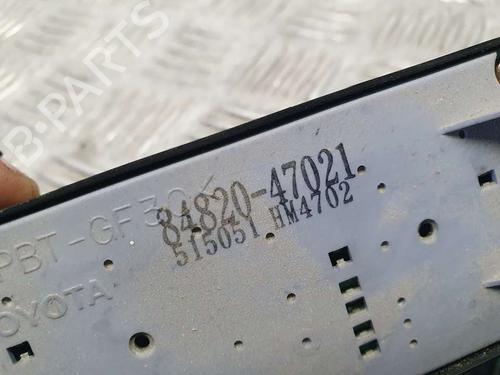 84820-47021
515051 HM4702
PBT-GF30%
TOYOTA
B-PARTS